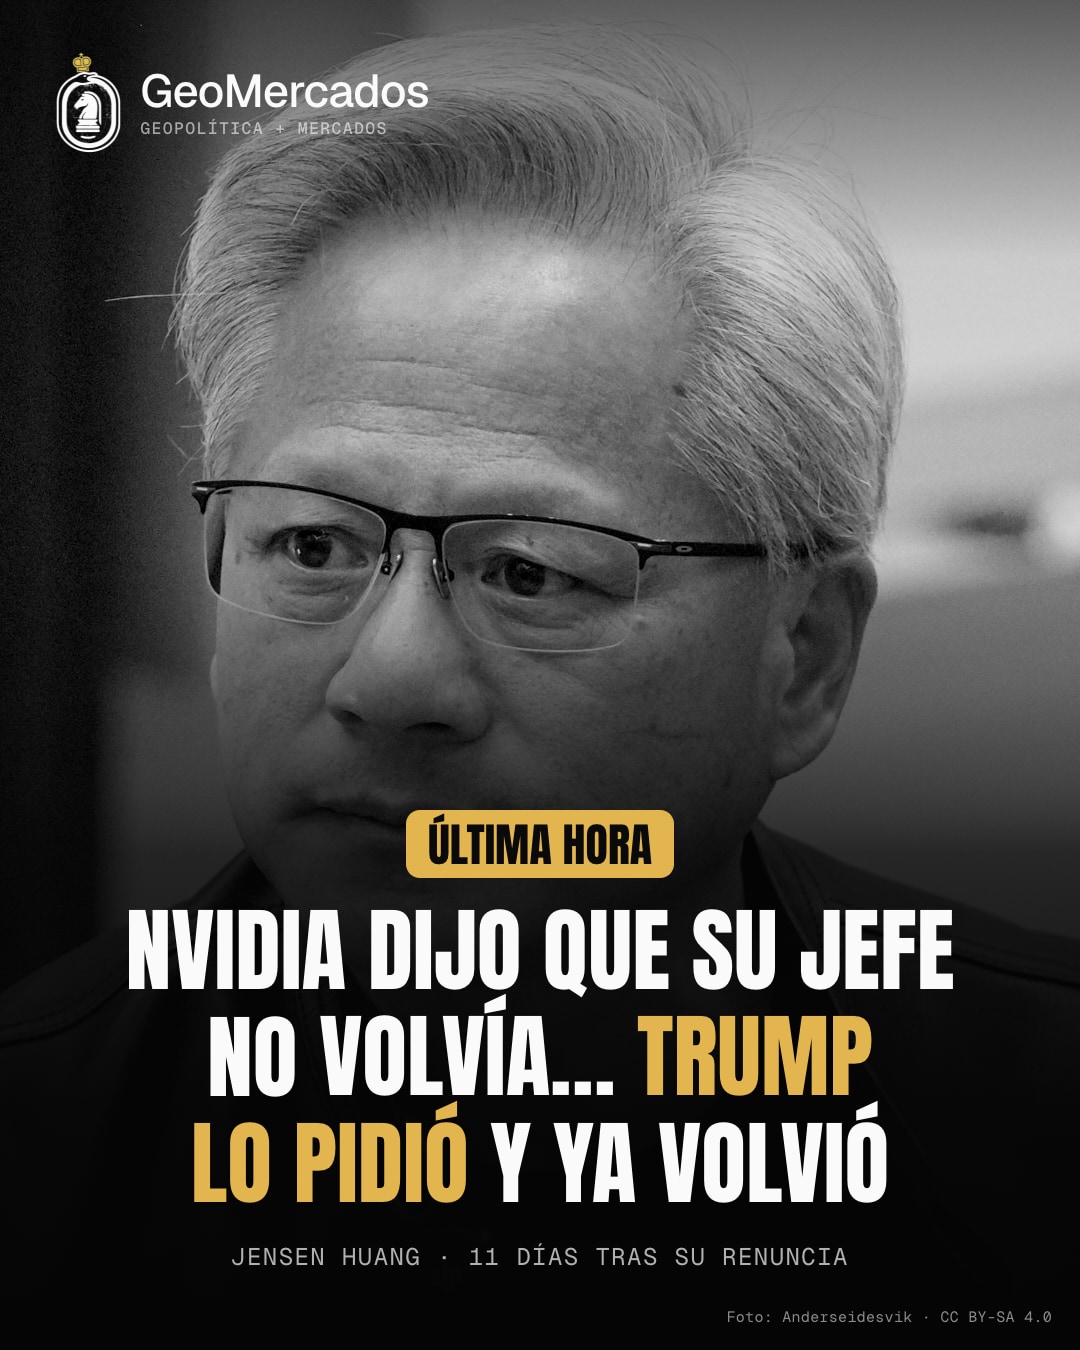 GeoMercados
GEOPOLÍTICA + MERCADOS
ÚLTIMA HORA
NVIDIA DIJO QUE SU JEFE
NO VOLVÍA... TRUMP
LO PIDIÓ Y YA VOLVIÓ
JENSEN HUANG · 11 DÍAS TRAS SU RENUNCIA
Foto: Anderseidesvik · CC BY-SA 4.0